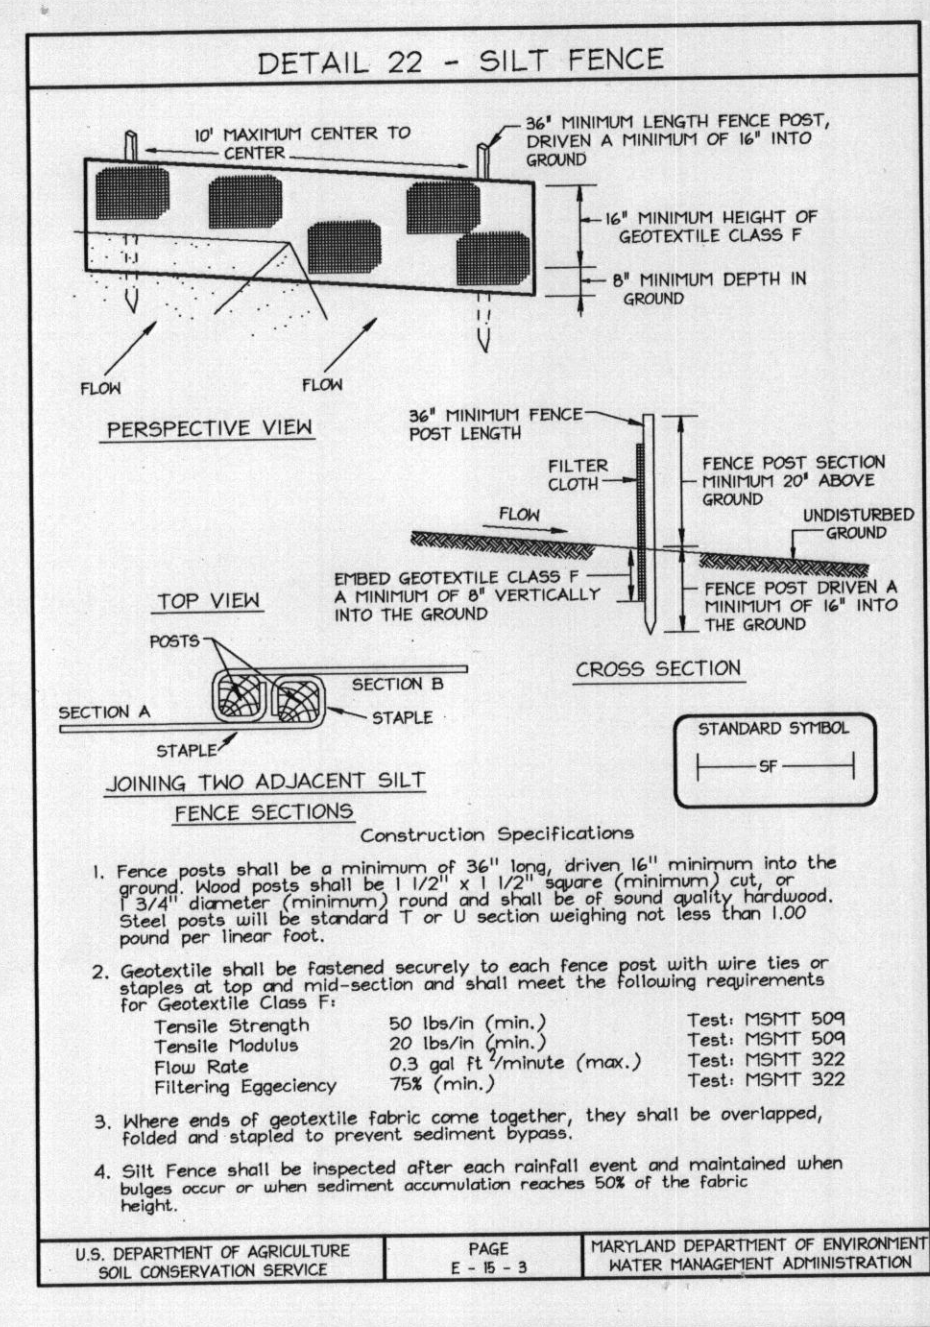 DETAIL 22 - SILT FENCE
10' MAXIMUM CENTER TO
CENTER
36" MINIMUM LENGTH FENCE POST,
DRIVEN A MINIMUM OF 16" INTO
GROUND
16" MINIMUM HEIGHT OF
GEOTEXTILE CLASS F
8" MINIMUM DEPTH IN
GROUND
FLOW
FLOW
PERSPECTIVE VIEW
36" MINIMUM FENCE
POST LENGTH
FILTER
CLOTH
FENCE POST SECTION
MINIMUM 20" ABOVE
GROUND
FLOW
UNDISTURBED
GROUND
EMBED GEOTEXTILE CLASS F
A MINIMUM OF 8" VERTICALLY
INTO THE GROUND
FENCE POST DRIVEN A
MINIMUM OF 16" INTO
THE GROUND
CROSS SECTION
TOP VIEW
POSTS
SECTION B
SECTION A
STAPLE
STAPLE
JOINING TWO ADJACENT SILT
FENCE SECTIONS
STANDARD SYMBOL
SF
Construction Specifications
1. Fence posts shall be a minimum of 36" long, driven 16" minimum into the
ground. Wood posts shall be 1 1/2" x 1 1/2" square (minimum) cut, or
1 3/4" diameter (minimum) round and shall be of sound quality hardwood.
Steel posts will be standard T or U section weighing not less than 1.00
pound per linear foot.
2. Geotextile shall be fastened securely to each fence post with wire ties or
staples at top and mid-section and shall meet the following requirements
for Geotextile Class F:
Tensile Strength 50 lbs/in (min.) Test: MSMT 509
Tensile Modulus 20 lbs/in (min.) Test: MSMT 509
Flow Rate 0.3 gal ft²/minute (max.) Test: MSMT 322
Filtering Eggeciency 75% (min.) Test: MSMT 322
3. Where ends of geotextile fabric come together, they shall be overlapped,
folded and stapled to prevent sediment bypass.
4. Silt Fence shall be inspected after each rainfall event and maintained when
bulges occur or when sediment accumulation reaches 50% of the fabric
height.
U.S. DEPARTMENT OF AGRICULTURE
SOIL CONSERVATION SERVICE
PAGE
E - 15 - 3
MARYLAND DEPARTMENT OF ENVIRONMENT
WATER MANAGEMENT ADMINISTRATION